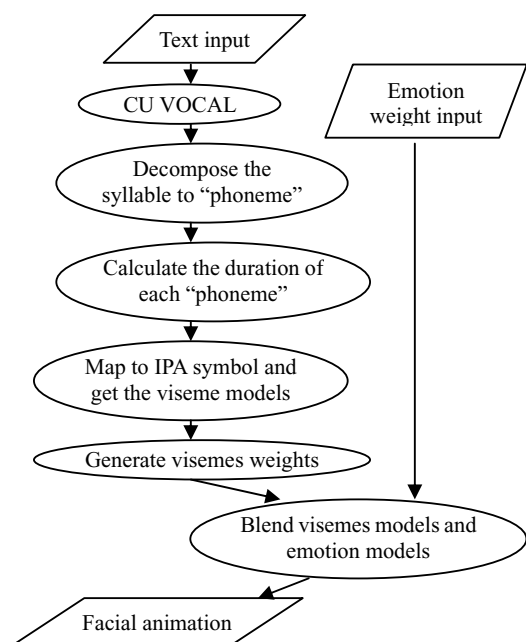 Text input
CU VOCAL
Emotion
weight input
Decompose the
syllable to “phoneme”
Calculate the duration of
each “phoneme”
Map to IPA symbol and
get the viseme models
Generate visemes weights
Blend visemes models and
emotion models
Facial animation